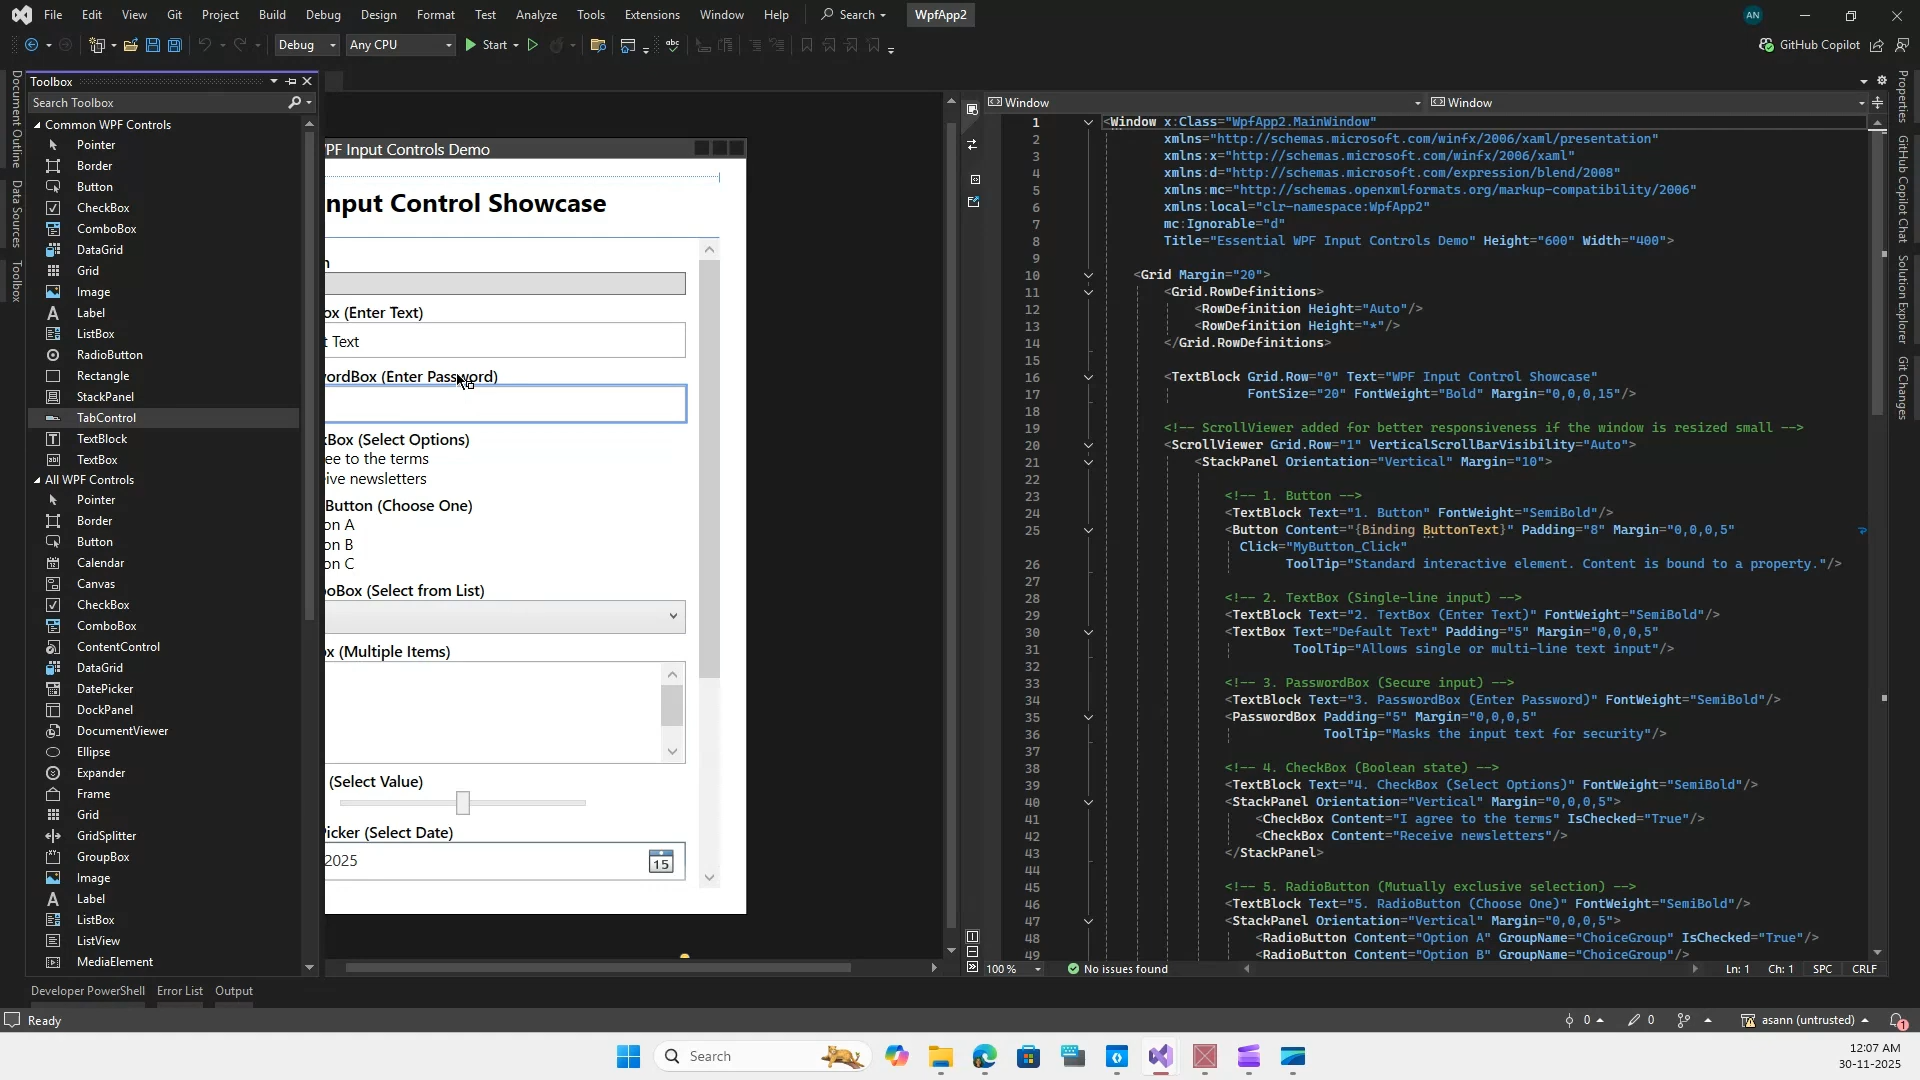 File Edit View Git Project Build Debug Design Format Test Analyze Tools Extensions Window Help Search WpfApp2 AN
Debug Any CPU Start GitHub Copilot
Document Outline
Data Sources
Toolbox
Toolbox
Search Toolbox
Common WPF Controls
Pointer
Border
Button
CheckBox
ComboBox
DataGrid
Grid
Image
Label
ListBox
RadioButton
Rectangle
StackPanel
TabControl
TextBlock
TextBox
All WPF Controls
Pointer
Border
Button
Calendar
Canvas
CheckBox
ComboBox
ContentControl
DataGrid
DatePicker
DockPanel
DocumentViewer
Ellipse
Expander
Frame
Grid
GridSplitter
GroupBox
Image
Label
ListBox
ListView
MediaElement
PF Input Controls Demo
nput Control Showcase
n
ox (Enter Text)
t Text
wordBox (Enter Password)
kBox (Select Options)
ee to the terms
ive newsletters
Button (Choose One)
on A
on B
on C
oBox (Select from List)
ox (Multiple Items)
(Select Value)
icker (Select Date)
2025
15
Window Window
1 <Window x:Class="WpfApp2.MainWindow"
2 xmlns="http://schemas.microsoft.com/winfx/2006/xaml/presentation"
3 xmlns:x="http://schemas.microsoft.com/winfx/2006/xaml"
4 xmlns:d="http://schemas.microsoft.com/expression/blend/2008"
5 xmlns:mc="http://schemas.openxmlformats.org/markup-compatibility/2006"
6 xmlns:local="clr-namespace:WpfApp2"
7 mc:Ignorable="d"
8 Title="Essential WPF Input Controls Demo" Height="600" Width="400">
9
10 <Grid Margin="20">
11 <Grid.RowDefinitions>
12 <RowDefinition Height="Auto"/>
13 <RowDefinition Height="*"/>
14 </Grid.RowDefinitions>
15
16 <TextBlock Grid.Row="0" Text="WPF Input Control Showcase"
17 FontSize="20" FontWeight="Bold" Margin="0,0,0,15"/>
18
19 <!-- ScrollViewer added for better responsiveness if the window is resized small -->
20 <ScrollViewer Grid.Row="1" VerticalScrollBarVisibility="Auto">
21 <StackPanel Orientation="Vertical" Margin="10">
22
23 <!-- 1. Button -->
24 <TextBlock Text="1. Button" FontWeight="SemiBold"/>
25 <Button Content="{Binding ButtonText}" Padding="8" Margin="0,0,0,5"
Click="MyButton_Click"
26 ToolTip="Standard interactive element. Content is bound to a property."/>
27
28 <!-- 2. TextBox (Single-line input) -->
29 <TextBlock Text="2. TextBox (Enter Text)" FontWeight="SemiBold"/>
30 <TextBox Text="Default Text" Padding="5" Margin="0,0,0,5"
31 ToolTip="Allows single or multi-line text input"/>
32
33 <!-- 3. PasswordBox (Secure input) -->
34 <TextBlock Text="3. PasswordBox (Enter Password)" FontWeight="SemiBold"/>
35 <PasswordBox Padding="5" Margin="0,0,0,5"
36 ToolTip="Masks the input text for security"/>
37
38 <!-- 4. CheckBox (Boolean state) -->
39 <TextBlock Text="4. CheckBox (Select Options)" FontWeight="SemiBold"/>
40 <StackPanel Orientation="Vertical" Margin="0,0,0,5">
41 <CheckBox Content="I agree to the terms" IsChecked="True"/>
42 <CheckBox Content="Receive newsletters"/>
43 </StackPanel>
44
45 <!-- 5. RadioButton (Mutually exclusive selection) -->
46 <TextBlock Text="5. RadioButton (Choose One)" FontWeight="SemiBold"/>
47 <StackPanel Orientation="Vertical" Margin="0,0,0,5">
48 <RadioButton Content="Option A" GroupName="ChoiceGroup" IsChecked="True"/>
49 <RadioButton Content="Option B" GroupName="ChoiceGroup"/>
100 % No issues found Ln: 1 Ch: 1 SPC CRLF
Properties
GitHub Copilot Chat
Solution Explorer
Git Changes
Developer PowerShell Error List Output
Ready 0 0 asann (untrusted) 1
Search
12:07 AM
30-11-2025